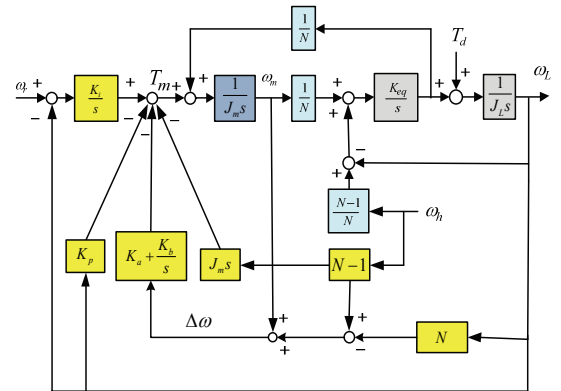 1/N
T_d
ω_r + − K_i/s + − − − T_m + + + 1/(J_m s) ω_m 1/N + + K_eq/s + + 1/(J_L s) ω_L
− + −
(N−1)/N ω_h
K_p K_a + K_b/s J_m s N−1
Δω + + + − N